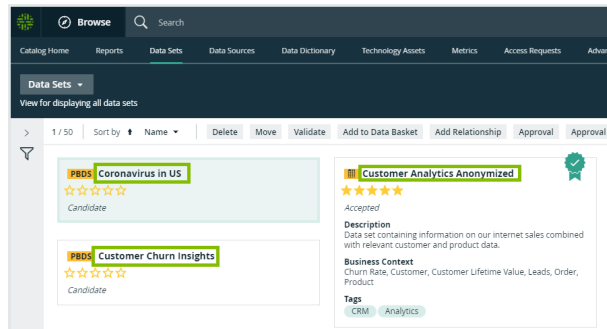 Browse Search
Catalog Home Reports Data Sets Data Sources Data Dictionary Technology Assets Metrics Access Requests
Data Sets
View for displaying all data sets
1 / 50 Sort by Name Delete Move Validate Add to Data Basket Add Relationship Approval Approval
PBDS Coronavirus in US
Candidate
PBDS Customer Churn Insights
Candidate
Customer Analytics Anonymized
Accepted
Description
Data set containing information on our internet sales combined
with relevant customer and product data.
Business Context
Churn Rate, Customer, Customer Lifetime Value, Leads, Order,
Product
Tags
CRM Analytics